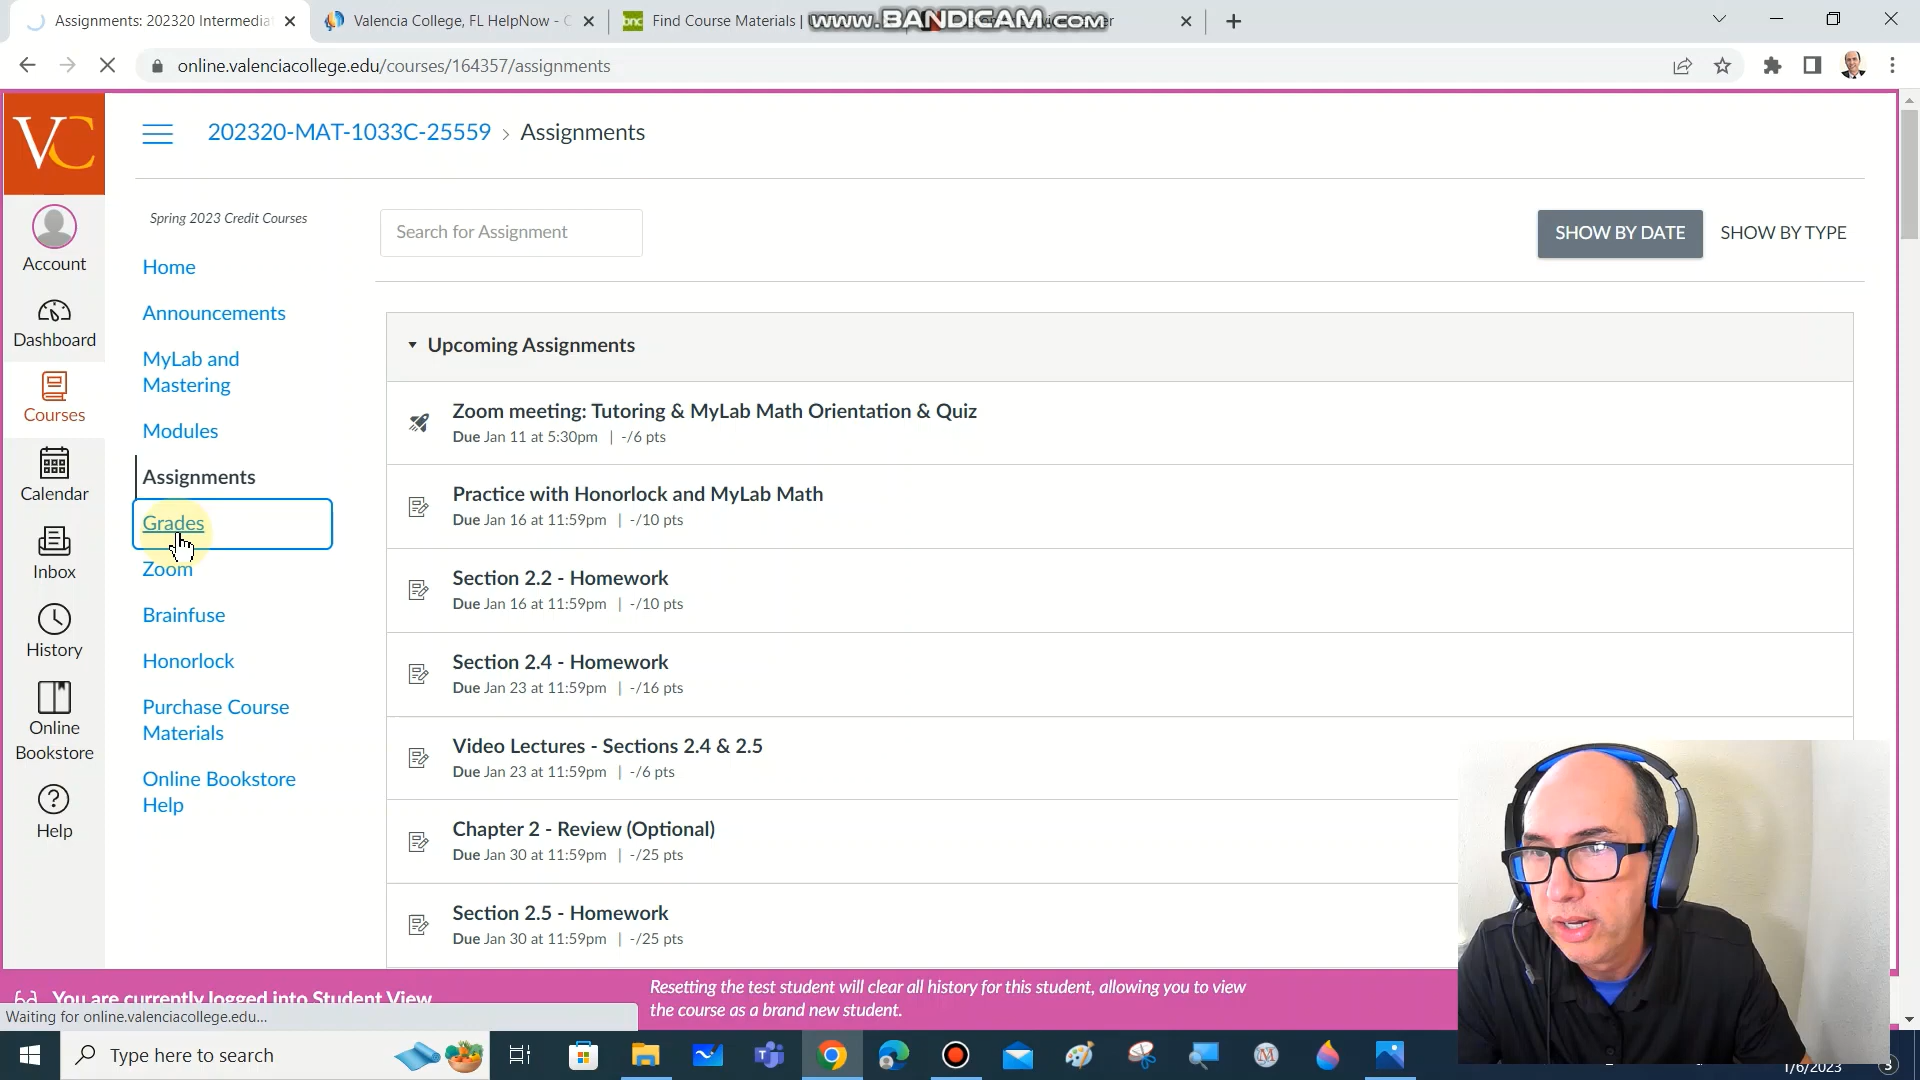 Assignments: 202320 Intermedia
Valencia College, FL HelpNow - C
bnc
Find Course Materials |
www.BANDICAM.com
online.valenciacollege.edu/courses/164357/assignments
VC
202320-MAT-1033C-25559 › Assignments
Spring 2023 Credit Courses
Search for Assignment
SHOW BY DATE
SHOW BY TYPE
Account
Dashboard
Courses
Calendar
Inbox
History
Online
Bookstore
Help
Home
Announcements
MyLab and
Mastering
Modules
Assignments
Grades
Zoom
Brainfuse
Honorlock
Purchase Course
Materials
Online Bookstore
Help
Upcoming Assignments
Zoom meeting: Tutoring & MyLab Math Orientation & Quiz
Due Jan 11 at 5:30pm | -/6 pts
Practice with Honorlock and MyLab Math
Due Jan 16 at 11:59pm | -/10 pts
Section 2.2 - Homework
Due Jan 16 at 11:59pm | -/10 pts
Section 2.4 - Homework
Due Jan 23 at 11:59pm | -/16 pts
Video Lectures - Sections 2.4 & 2.5
Due Jan 23 at 11:59pm | -/6 pts
Chapter 2 - Review (Optional)
Due Jan 30 at 11:59pm | -/25 pts
Section 2.5 - Homework
Due Jan 30 at 11:59pm | -/25 pts
You are currently logged into Student View
Resetting the test student will clear all history for this student, allowing you to view
the course as a brand new student.
Waiting for online.valenciacollege.edu...
Type here to search
1/6/2023
3